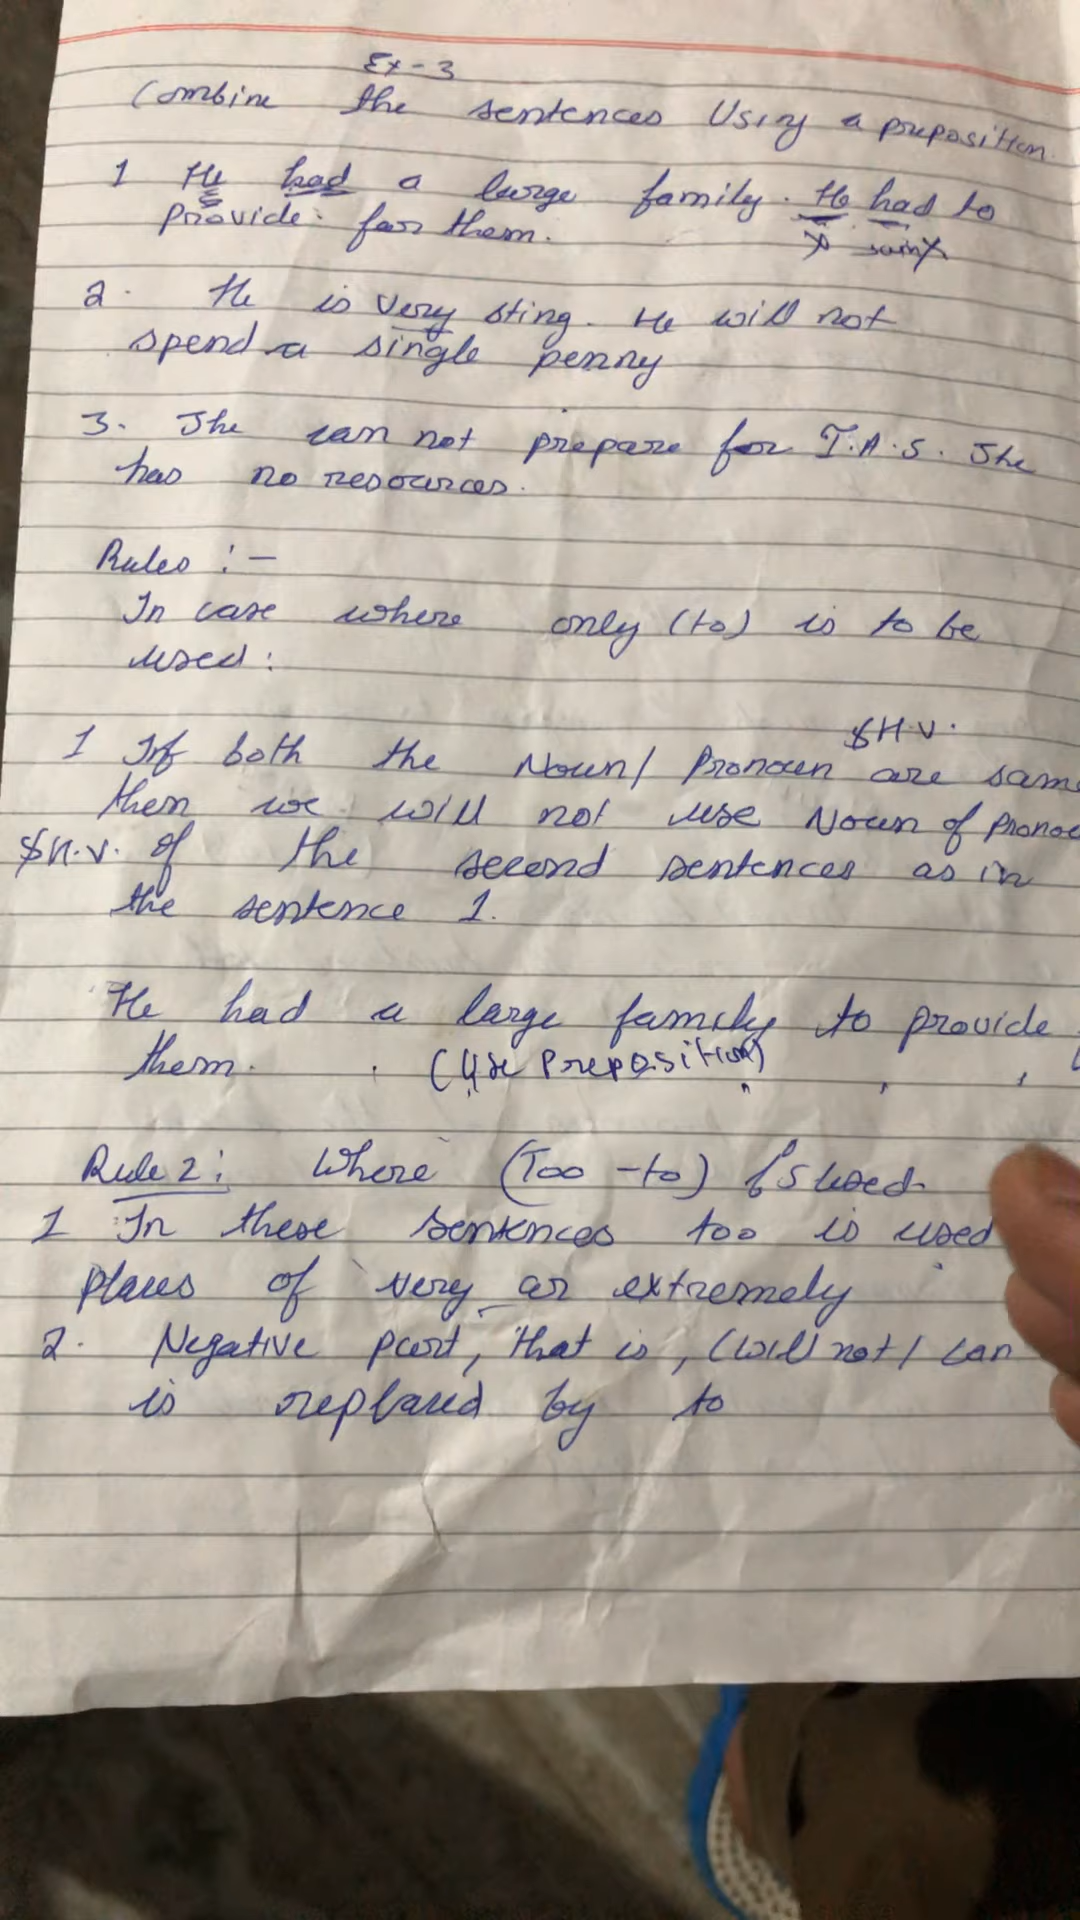 Ex-3
Combine the sentences Using a preposition.
1 He had a large family. He had to
provide for them.
2. He is very sting. He will not
spend a single penny
3. She can not prepare for I.A.S. She
has no resources.
Rules :-
In case where only (to) is to be
used:
$H.V.
1 If both the Noun/ Pronoun are same
then we will not use Noun of Prono
$H.V. of the second sentences as in
the sentence 1.
He had a large family to provide
them. (Use Preposition)
Rule 2: Where (Too -to) is used.
1 In these sentences too is used
places of very or extremely
2. Negative part, that is, (will not / can
is replaced by to